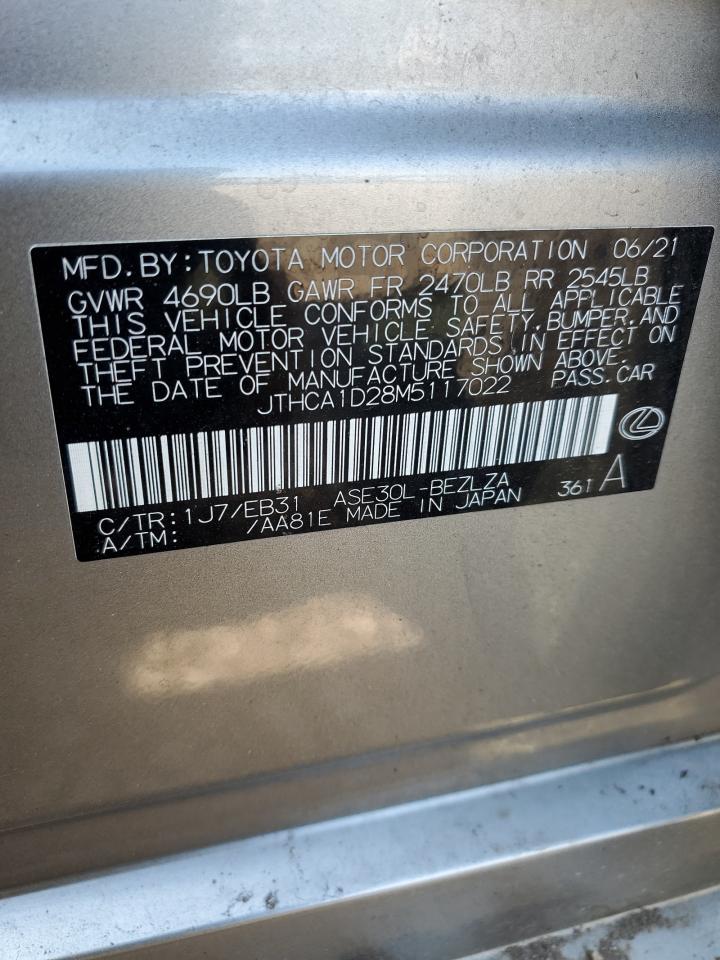 MFD.BY:TOYOTA MOTOR CORPORATION 06/21
GVWR 4690LB GAWR FR 2470LB RR 2545LB
THIS VEHICLE CONFORMS TO ALL APPLICABLE
FEDERAL MOTOR VEHICLE SAFETY,BUMPER,AND
THEFT PREVENTION STANDARDS IN EFFECT ON
THE DATE OF MANUFACTURE SHOWN ABOVE.
JTHCA1D28M5117022 PASS.CAR
C/TR:1J7/EB31 ASE30L-BEZLZA 361 A
A/TM: /AA81E MADE IN JAPAN